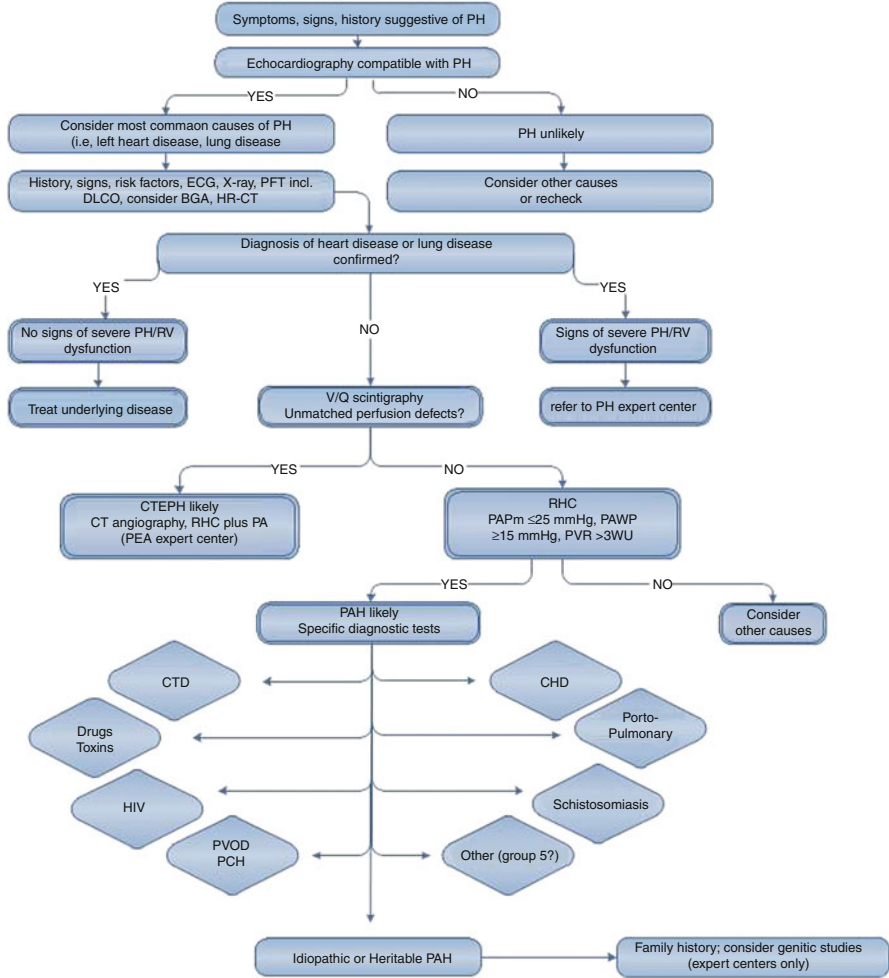 Symptoms, signs, history suggestive of PH
Echocardiography compatible with PH
YES
NO
Consider most commaon causes of PH
(i.e, left heart disease, lung disease
PH unlikely
History, signs, risk factors, ECG, X-ray, PFT incl.
DLCO, consider BGA, HR-CT
Consider other causes
or recheck
Diagnosis of heart disease or lung disease
confirmed?
YES
NO
YES
No signs of severe PH/RV
dysfunction
Signs of severe PH/RV
dysfunction
Treat underlying disease
V/Q scintigraphy
Unmatched perfusion defects?
refer to PH expert center
YES
NO
CTEPH likely
CT angiography, RHC plus PA
(PEA expert center)
RHC
PAPm ≤25 mmHg, PAWP
≥15 mmHg, PVR >3WU
YES
NO
PAH likely
Specific diagnostic tests
Consider
other causes
CTD
CHD
Drugs
Toxins
Porto-
Pulmonary
HIV
Schistosomiasis
PVOD
PCH
Other (group 5?)
Idiopathic or Heritable PAH
Family history; consider genitic studies
(expert centers only)